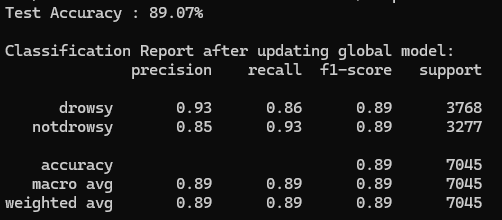 Test Accuracy : 89.07%
Classification Report after updating global model:
precision recall f1-score support
drowsy 0.93 0.86 0.89 3768
notdrowsy 0.85 0.93 0.89 3277
accuracy 0.89 7045
macro avg 0.89 0.89 0.89 7045
weighted avg 0.89 0.89 0.89 7045